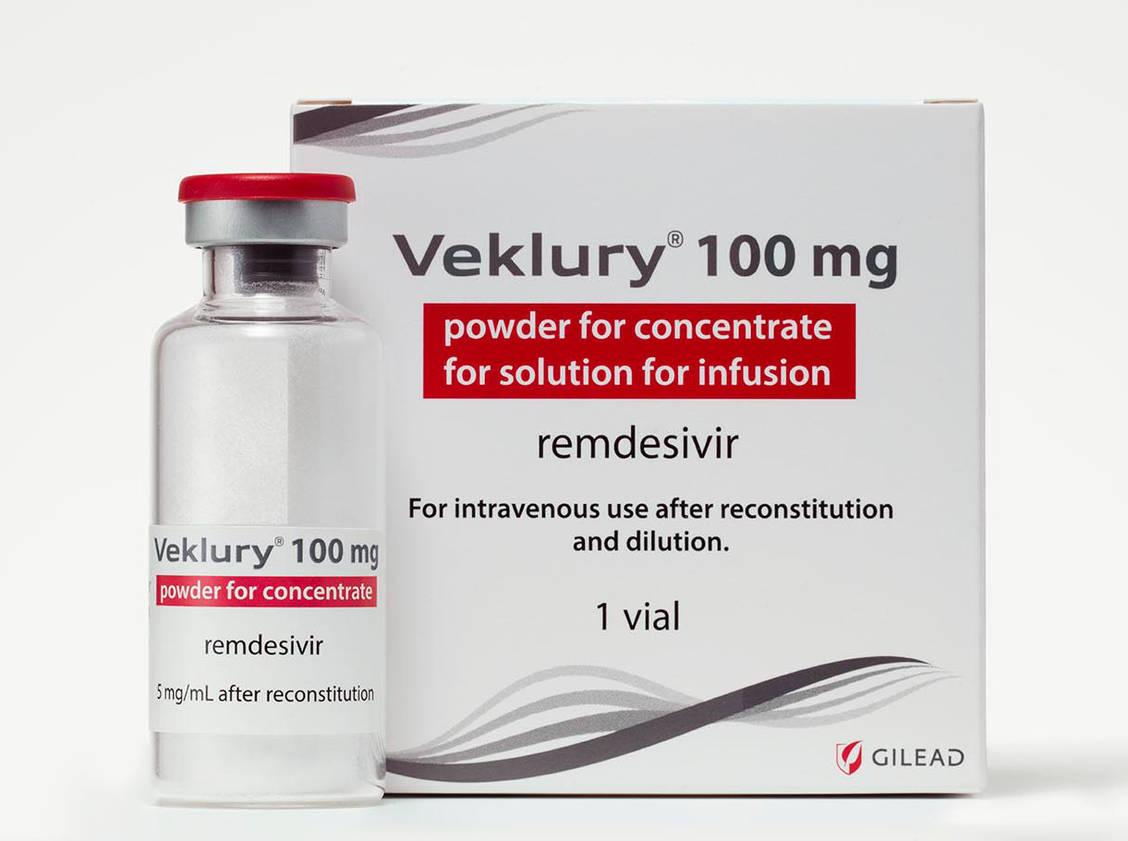 Veklury® 100 mg
powder for concentrate
for solution for infusion
remdesivir
For intravenous use after reconstitution
and dilution.
1 vial
GILEAD
Veklury® 100 mg
powder for concentrate
remdesivir
5 mg/mL after reconstitution